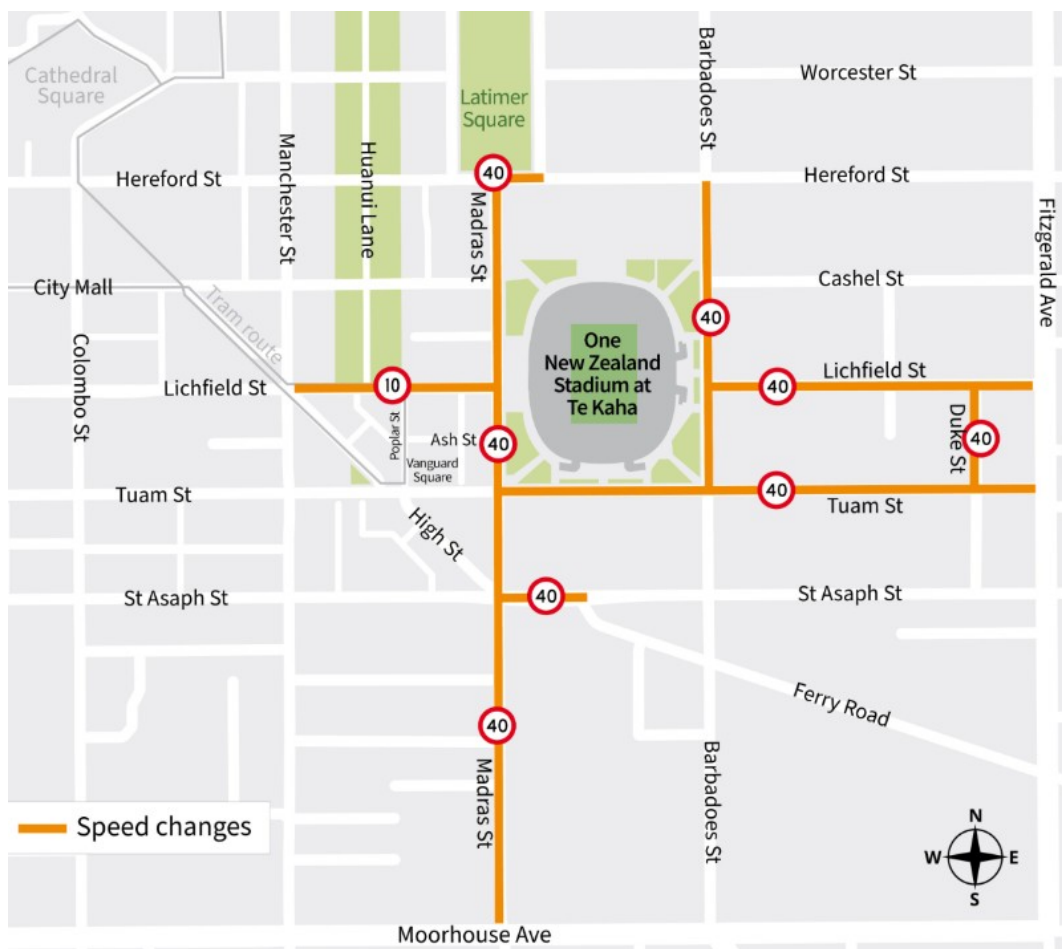 Cathedral
Square
Worcester St
Barbadoes St
Latimer
Square
Manchester St
Huanui Lane
40
Hereford St
Hereford St
Madras St
Fitzgerald Ave
City Mall
Cashel St
Tram route
40
Colombo St
One
New Zealand
Stadium at
Te Kaha
Lichfield St
10
40
Lichfield St
Poplar St
Ash St
40
Duke St
40
Vanguard
Square
Tuam St
40
Tuam St
High St
St Asaph St
40
St Asaph St
Ferry Road
40
Madras St
Barbadoes St
Speed changes
N
W
E
S
Moorhouse Ave